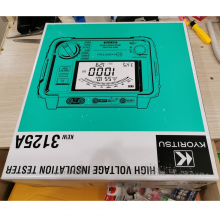 KYORITSU
HIGH VOLTAGE INSULATION TESTER
KEW 3125A
1000